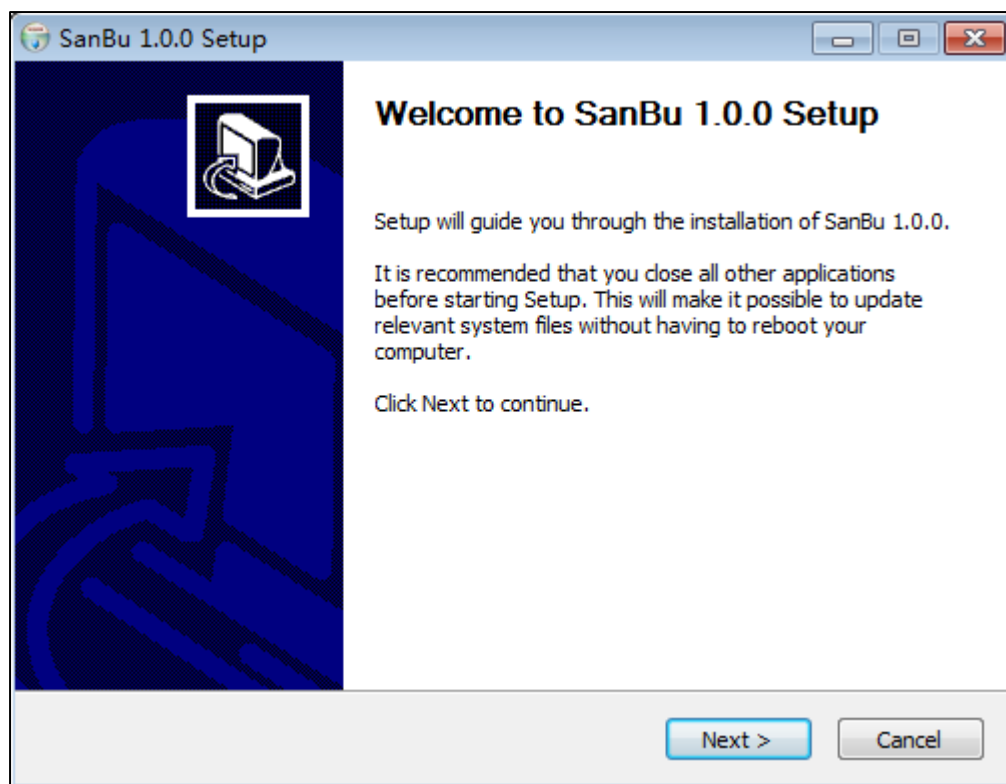 SanBu 1.0.0 Setup
Welcome to SanBu 1.0.0 Setup
Setup will guide you through the installation of SanBu 1.0.0.
It is recommended that you close all other applications
before starting Setup. This will make it possible to update
relevant system files without having to reboot your
computer.
Click Next to continue.
Next >
Cancel